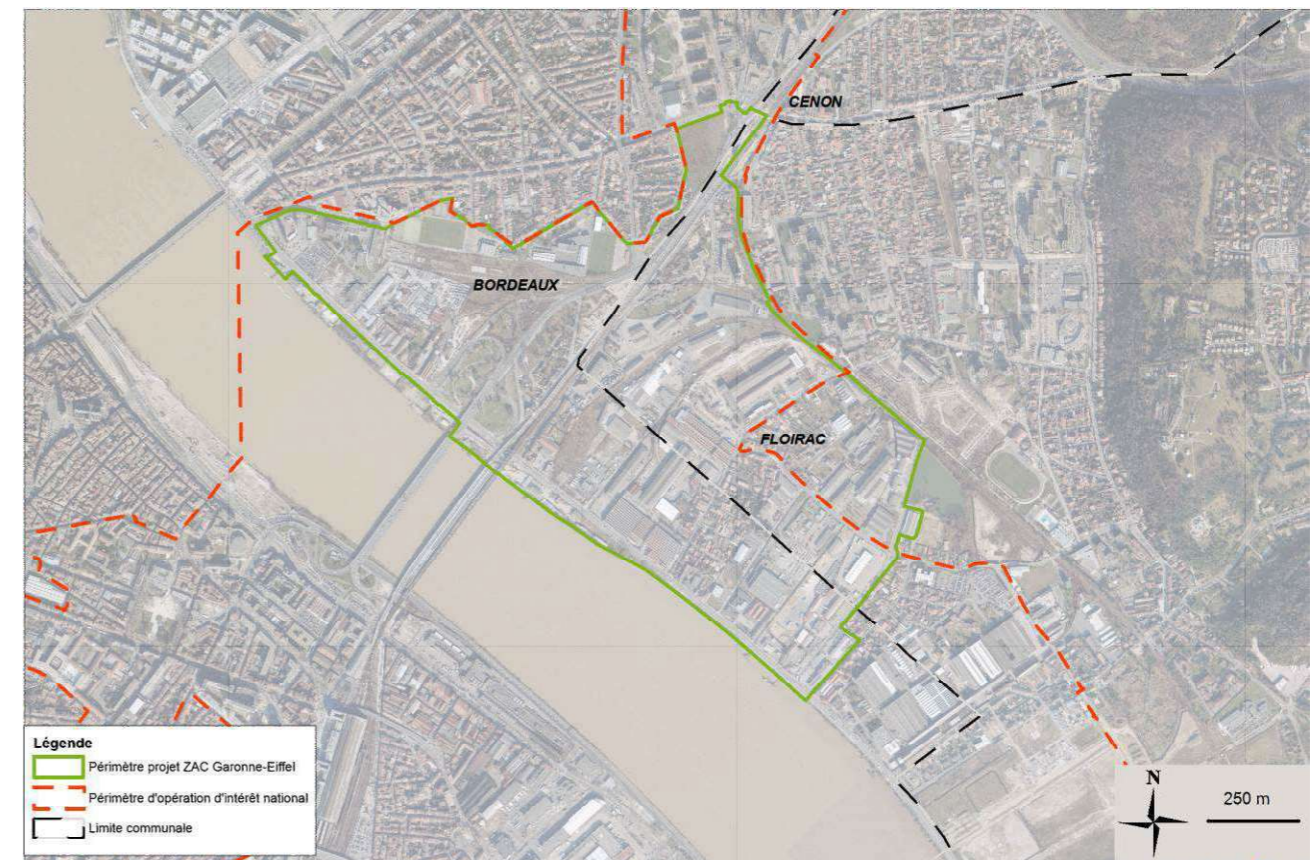 CENON
BORDEAUX
FLOIRAC
Légende
Périmètre projet ZAC Garonne-Eiffel
Périmètre d'opération d'intérêt national
Limite communale
N
250 m